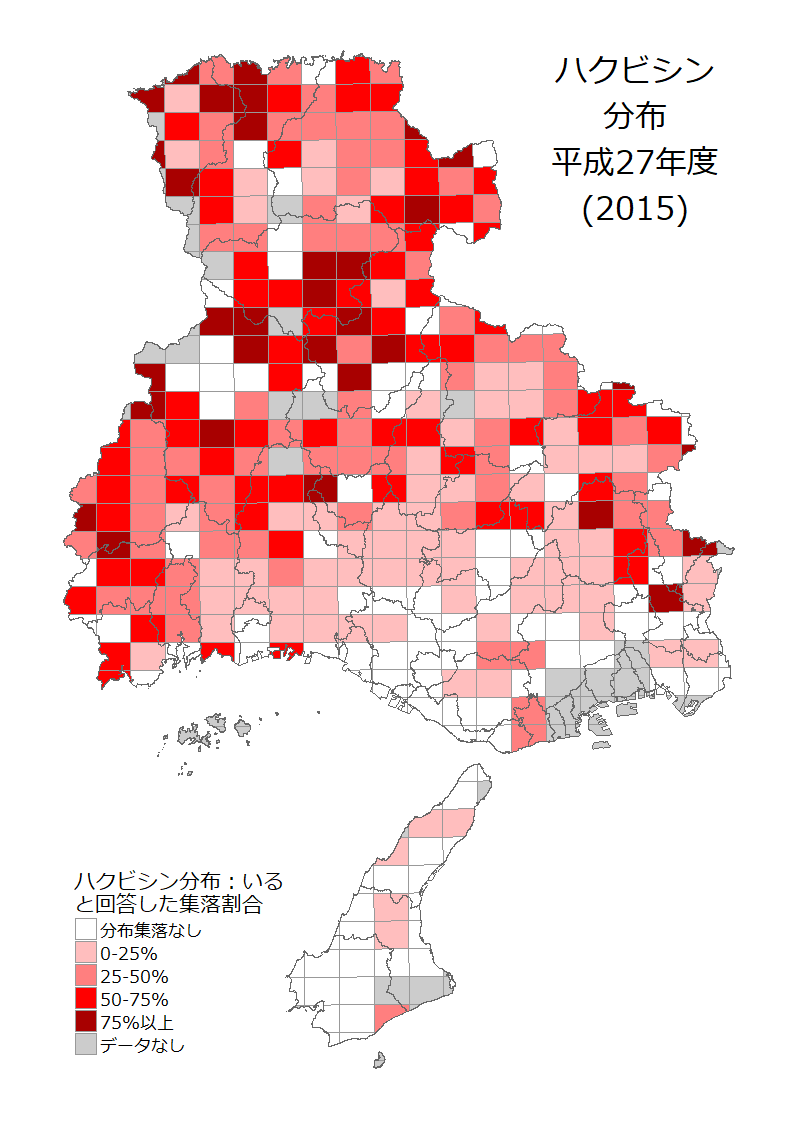 ハクビシン
分布
平成27年度
(2015)
ハクビシン分布：いる
と回答した集落割合
分布集落なし
0-25%
25-50%
50-75%
75%以上
データなし